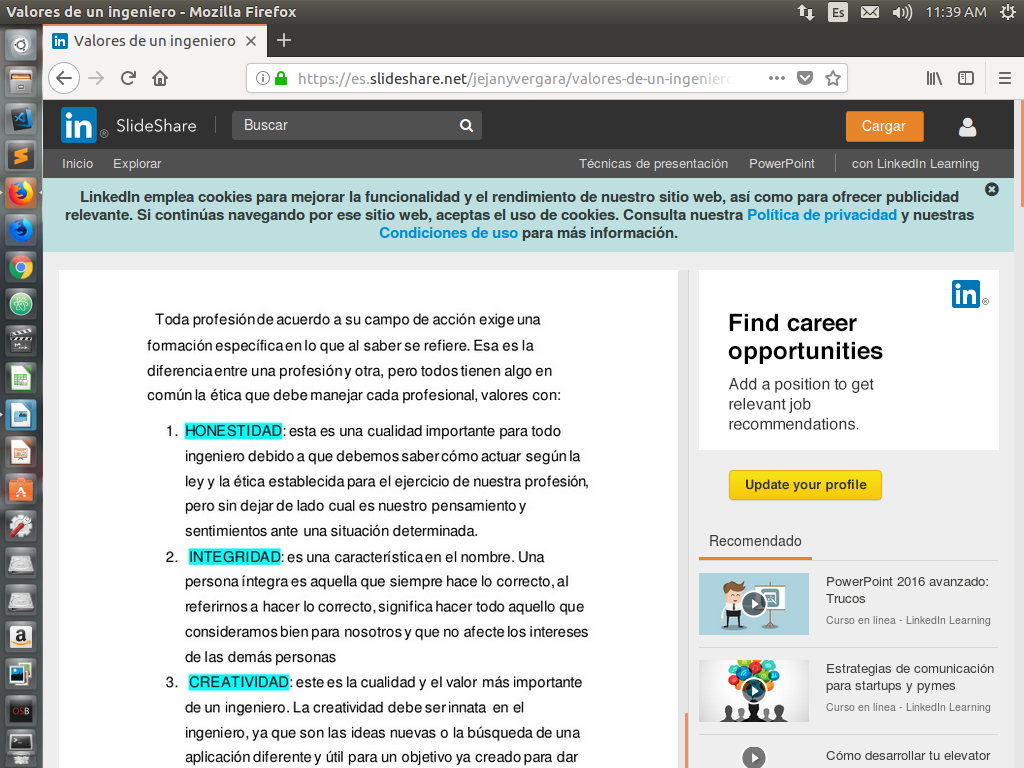 Valores de un ingeniero - Mozilla Firefox
Es
11:39 AM
Valores de un ingeniero
https://es.slideshare.net/jejanyvergara/valores-de-un-ingeniero
in SlideShare
Buscar
Cargar
Inicio Explorar Técnicas de presentación PowerPoint con LinkedIn Learning
LinkedIn emplea cookies para mejorar la funcionalidad y el rendimiento de nuestro sitio web, así como para ofrecer publicidad
relevante. Si continúas navegando por ese sitio web, aceptas el uso de cookies. Consulta nuestra Política de privacidad y nuestras
Condiciones de uso para más información.
Toda profesión de acuerdo a su campo de acción exige una
formación específica en lo que al saber se refiere. Esa es la
diferencia entre una profesión y otra, pero todos tienen algo en
común la ética que debe manejar cada profesional, valores con:
1. HONESTIDAD: esta es una cualidad importante para todo
ingeniero debido a que debemos saber cómo actuar según la
ley y la ética establecida para el ejercicio de nuestra profesión,
pero sin dejar de lado cual es nuestro pensamiento y
sentimientos ante una situación determinada.
2. INTEGRIDAD: es una característica en el nombre. Una
persona íntegra es aquella que siempre hace lo correcto, al
referirnos a hacer lo correcto, significa hacer todo aquello que
consideramos bien para nosotros y que no afecte los intereses
de las demás personas
3. CREATIVIDAD: este es la cualidad y el valor más importante
de un ingeniero. La creatividad debe ser innata en el
ingeniero, ya que son las ideas nuevas o la búsqueda de una
aplicación diferente y útil para un objetivo ya creado para dar
in
Find career
opportunities
Add a position to get
relevant job
recommendations.
Update your profile
Recomendado
PowerPoint 2016 avanzado:
Trucos
Curso en línea - LinkedIn Learning
Estrategias de comunicación
para startups y pymes
Curso en línea - LinkedIn Learning
Cómo desarrollar tu elevator